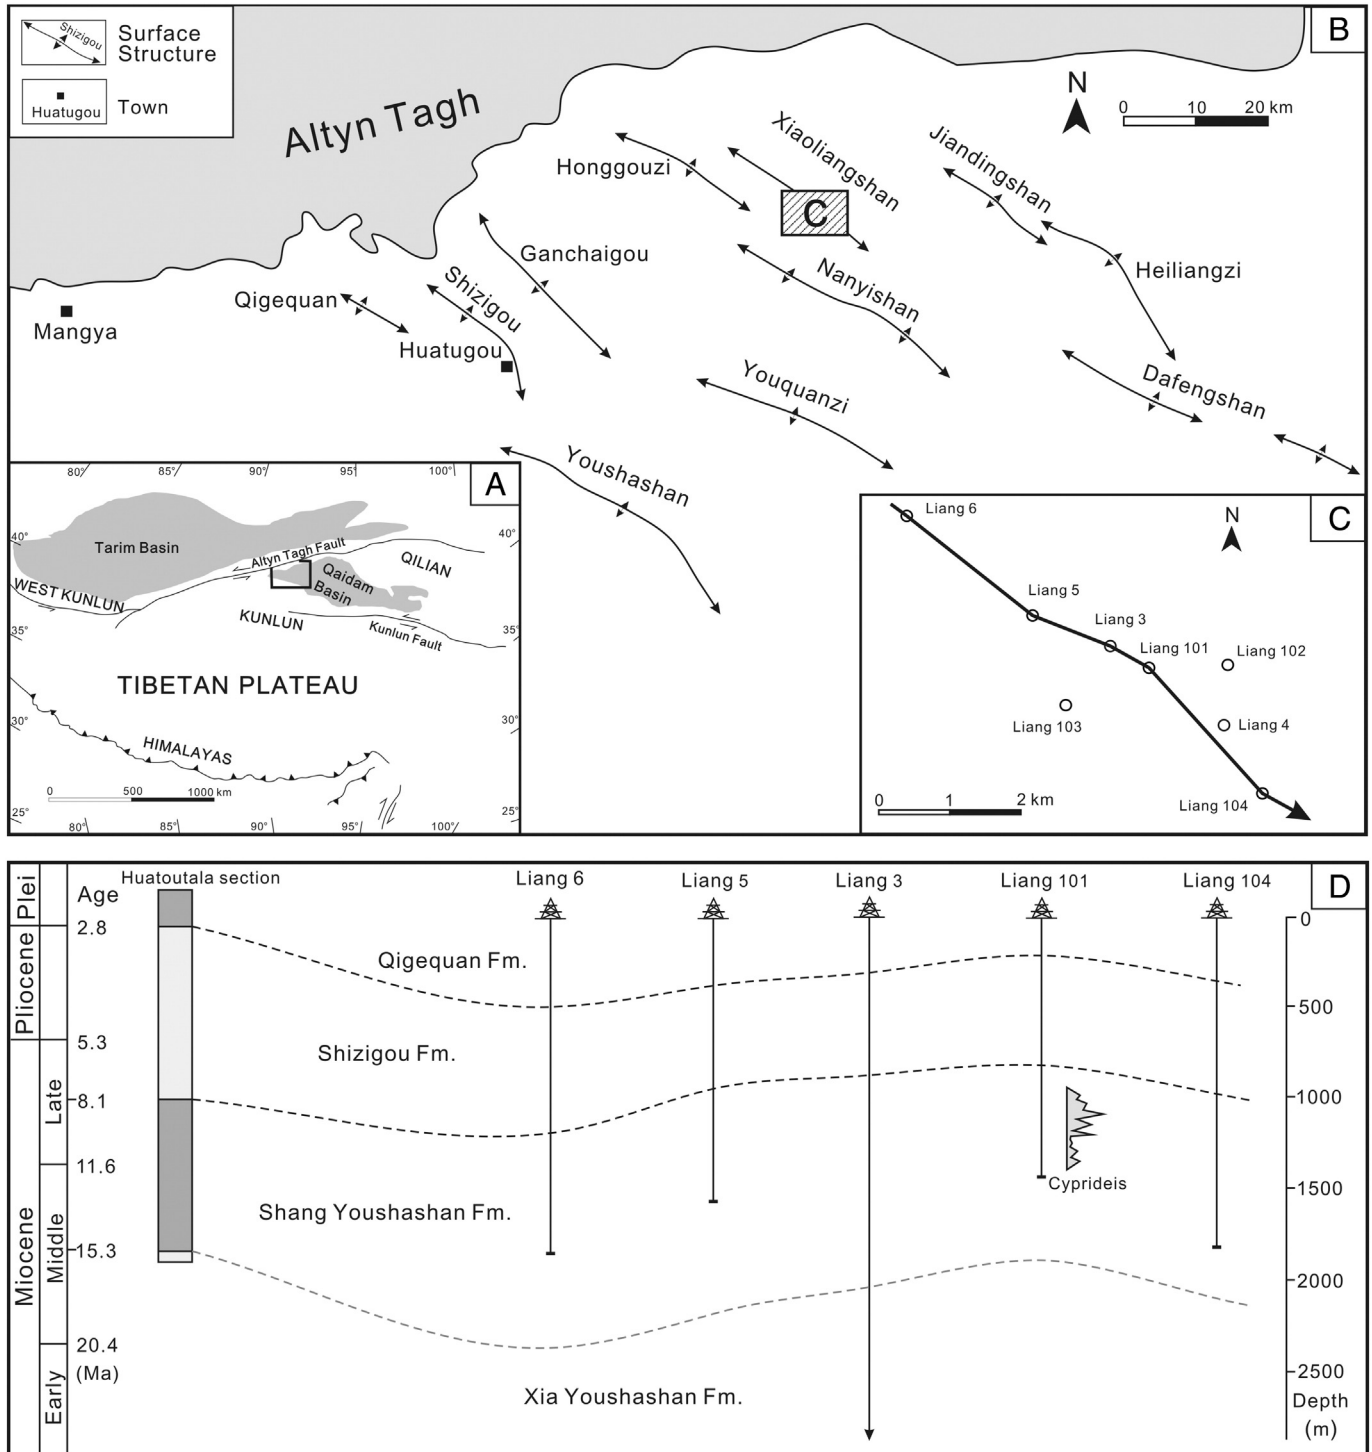 B
Shizigou
Surface
Structure
Huatugou
Town
Altyn Tagh
N
0 10 20 km
Honggouzi
Xiaoliangshan
Jiandingshan
C
Ganchaigou
Heiliangzi
Shizigou
Nanyishan
Qigequan
Mangya
Huatugou
Youquanzi
Dafengshan
Youshashan
A
80° 85° 90° 95° 100°
40° 40°
Tarim Basin
Altyn Tagh Fault
QILIAN
Qaidam
Basin
WEST KUNLUN
KUNLUN
Kunlun Fault
35° 35°
TIBETAN PLATEAU
30° 30°
HIMALAYAS
0 500 1000 km
25° 25°
80° 85° 90° 95° 100°
C
N
Liang 6
Liang 5
Liang 3
Liang 101
Liang 102
Liang 103
Liang 4
Liang 104
0 1 2 km
D
Plei
Pliocene
Miocene
Late
Middle
Early
Age
2.8
5.3
8.1
11.6
15.3
20.4
(Ma)
Huatoutala section
Liang 6
Liang 5
Liang 3
Liang 101
Liang 104
Qigequan Fm.
Shizigou Fm.
Shang Youshashan Fm.
Cyprideis
Xia Youshashan Fm.
0
500
1000
1500
2000
2500
Depth
(m)